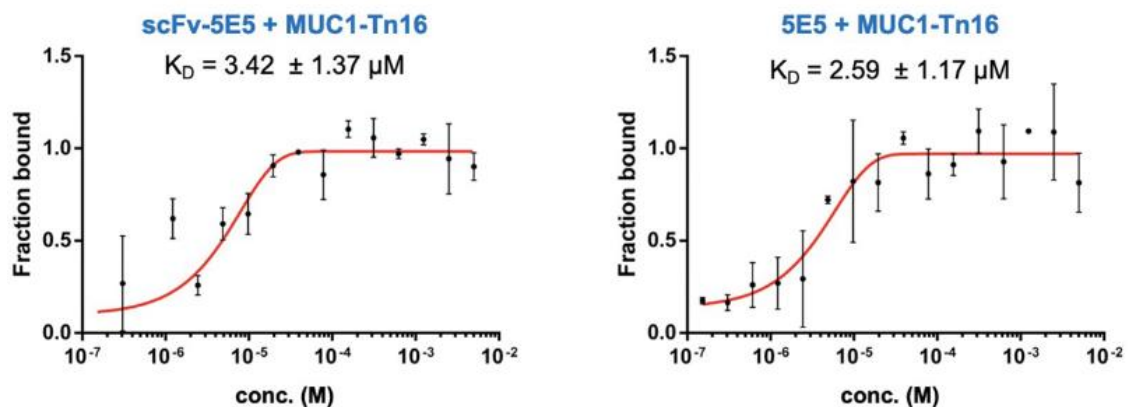 scFv-5E5 + MUC1-Tn16
K_D = 3.42 ± 1.37 µM
1.5
1.0
0.5
0.0
Fraction bound
10⁻⁷ 10⁻⁶ 10⁻⁵ 10⁻⁴ 10⁻³ 10⁻²
conc. (M)
5E5 + MUC1-Tn16
K_D = 2.59 ± 1.17 µM
1.5
1.0
0.5
0.0
Fraction bound
10⁻⁷ 10⁻⁶ 10⁻⁵ 10⁻⁴ 10⁻³ 10⁻²
conc. (M)